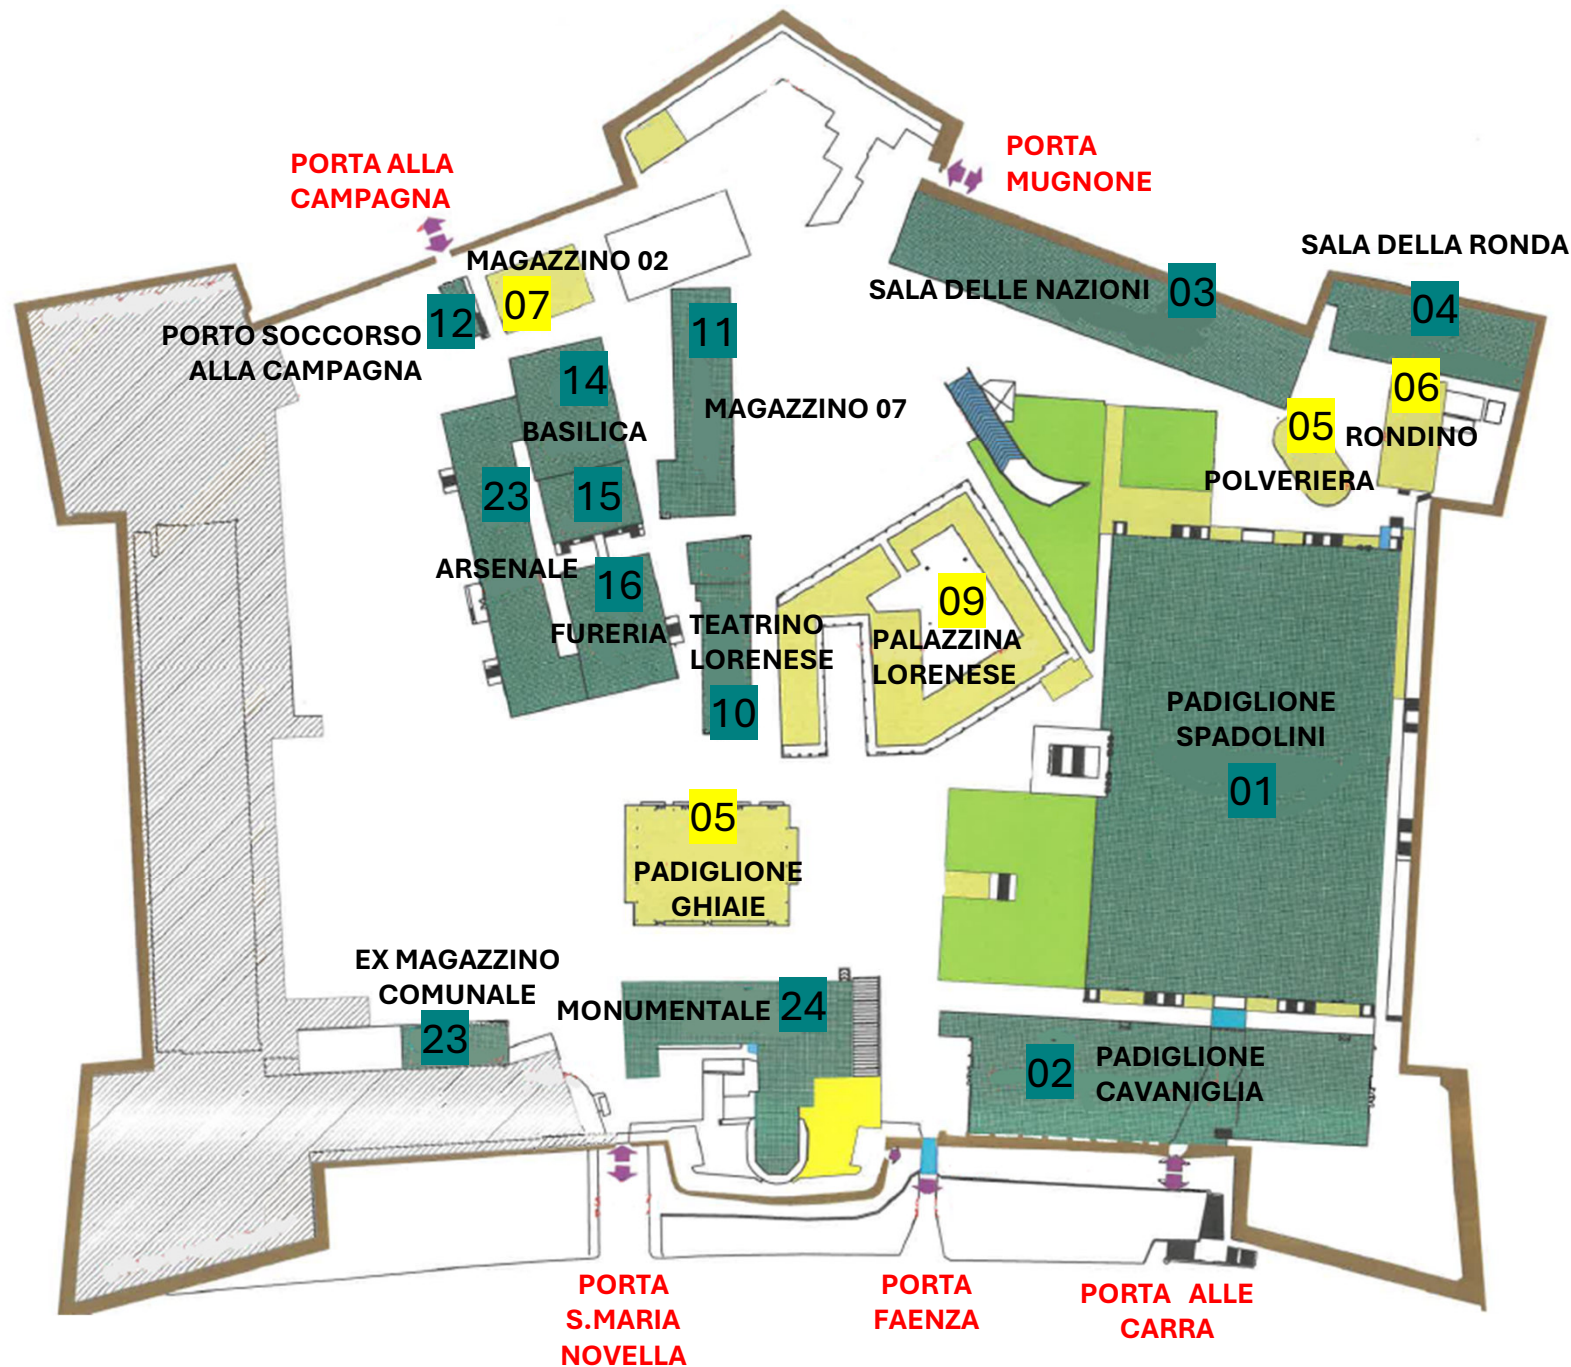 PORTA ALLA
CAMPAGNA
PORTA
MUGNONE
SALA DELLA RONDA
04
MAGAZZINO 02
07
SALA DELLE NAZIONI 03
PORTO SOCCORSO
ALLA CAMPAGNA
12
11
MAGAZZINO 07
14
BASILICA
06
05 RONDINO
POLVERIERA
23
15
ARSENALE
16
FURERIA
TEATRINO
LORENESE
10
09
PALAZZINA
LORENESE
PADIGLIONE
SPADOLINI
01
05
PADIGLIONE
GHIAIE
EX MAGAZZINO
COMUNALE
23
MONUMENTALE 24
02 PADIGLIONE
CAVANIGLIA
PORTA
S.MARIA
NOVELLA
PORTA
FAENZA
PORTA ALLE
CARRA